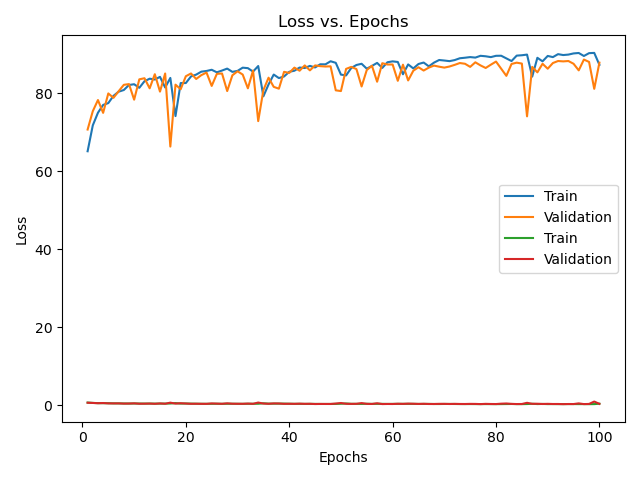 Loss vs. Epochs
Loss
80
60
40
20
0
Train
Validation
Train
Validation
0 20 40 60 80 100
Epochs